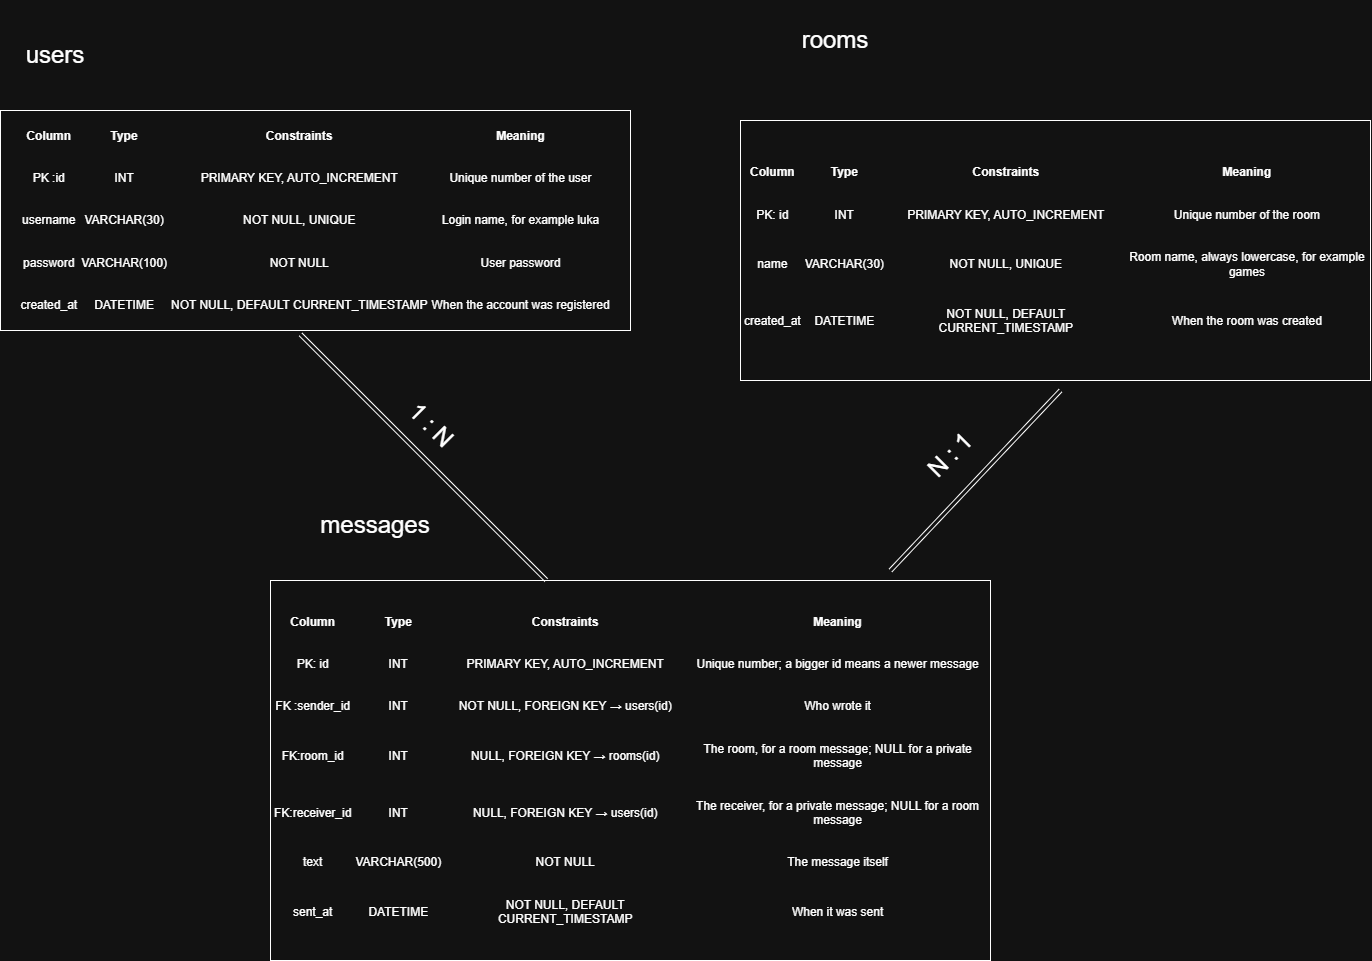 users
Column Type Constraints Meaning
PK :id INT PRIMARY KEY, AUTO_INCREMENT Unique number of the user
username VARCHAR(30) NOT NULL, UNIQUE Login name, for example luka
password VARCHAR(100) NOT NULL User password
created_at DATETIME NOT NULL, DEFAULT CURRENT_TIMESTAMP When the account was registered
rooms
Column Type Constraints Meaning
PK: id INT PRIMARY KEY, AUTO_INCREMENT Unique number of the room
name VARCHAR(30) NOT NULL, UNIQUE Room name, always lowercase, for example
games
created_at DATETIME NOT NULL, DEFAULT
CURRENT_TIMESTAMP When the room was created
1 : N
N : 1
messages
Column Type Constraints Meaning
PK: id INT PRIMARY KEY, AUTO_INCREMENT Unique number; a bigger id means a newer message
FK :sender_id INT NOT NULL, FOREIGN KEY → users(id) Who wrote it
FK:room_id INT NULL, FOREIGN KEY → rooms(id) The room, for a room message; NULL for a private
message
FK:receiver_id INT NULL, FOREIGN KEY → users(id) The receiver, for a private message; NULL for a room
message
text VARCHAR(500) NOT NULL The message itself
sent_at DATETIME NOT NULL, DEFAULT
CURRENT_TIMESTAMP When it was sent